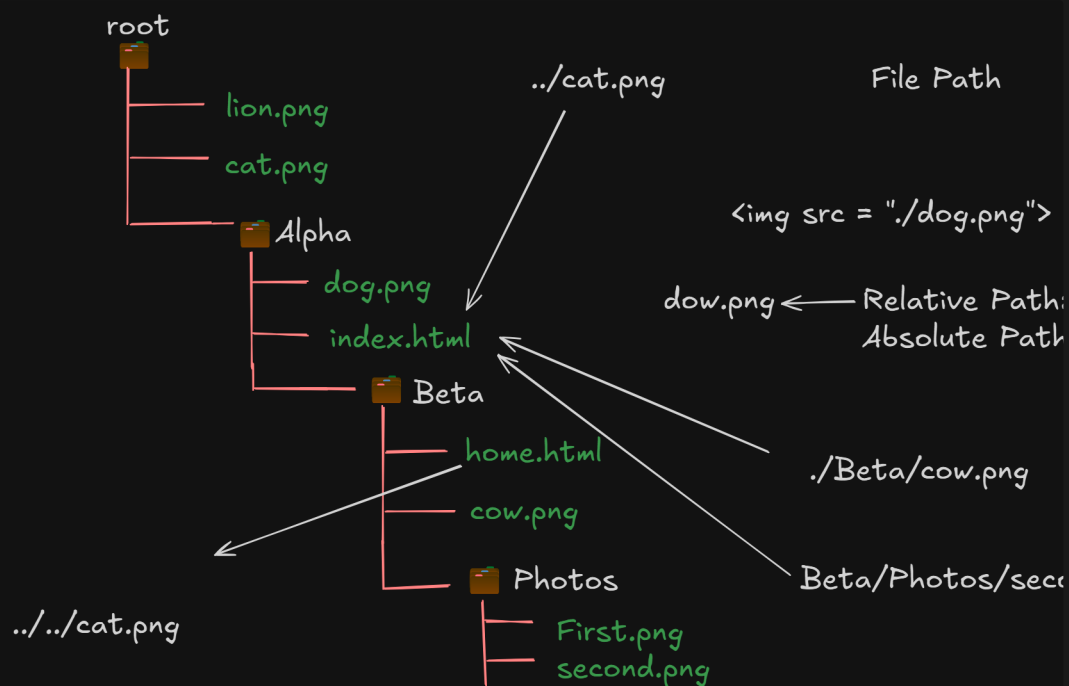 root
../cat.png
File Path
lion.png
cat.png
<img src = "./dog.png">
Alpha
dog.png
dow.png
Relative Path:
Absolute Path
index.html
Beta
home.html
./Beta/cow.png
cow.png
Photos
Beta/Photos/seco
../../cat.png
First.png
second.png